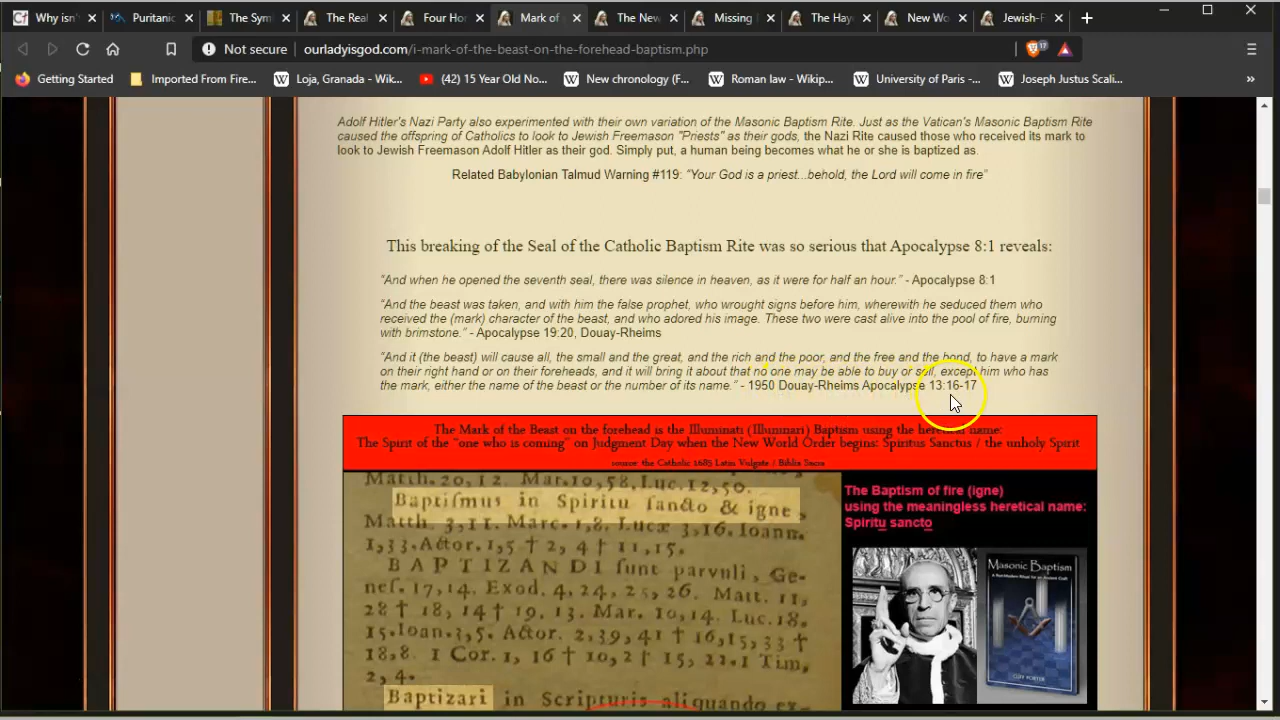 Why isn'
Puritanic
The Sym
The Real
Four Ho
Mark of
The New
Missing
The Haye
New Wo
Jewish-F
Not secure
ourladyisgod.com/i-mark-of-the-beast-on-the-forehead-baptism.php
17
Getting Started
Imported From Fire...
Loja, Granada - Wik...
(42) 15 Year Old No...
New chronology (F...
Roman law - Wikip...
University of Paris -...
Joseph Justus Scali...
Adolf Hitler's Nazi Party also experimented with their own variation of the Masonic Baptism Rite. Just as the Vatican's Masonic Baptism Rite
caused the offspring of Catholics to look to Jewish Freemason "Priests" as their gods, the Nazi Rite caused those who received its mark to
look to Jewish Freemason Adolf Hitler as their god. Simply put, a human being becomes what he or she is baptized as.
Related Babylonian Talmud Warning #119: "Your God is a priest...behold, the Lord will come in fire"
This breaking of the Seal of the Catholic Baptism Rite was so serious that Apocalypse 8:1 reveals:
"And when he opened the seventh seal, there was silence in heaven, as it were for half an hour." - Apocalypse 8:1
"And the beast was taken, and with him the false prophet, who wrought signs before him, wherewith he seduced them who
received the (mark) character of the beast, and who adored his image. These two were cast alive into the pool of fire, burning
with brimstone." - Apocalypse 19:20, Douay-Rheims
"And it (the beast) will cause all, the small and the great, and the rich and the poor, and the free and the bond, to have a mark
on their right hand or on their foreheads, and it will bring it about that no one may be able to buy or sell, except him who has
the mark, either the name of the beast or the number of its name." - 1950 Douay-Rheims Apocalypse 13:16-17
The Mark of the Beast on the forehead is the Illuminati (Illuminari) Baptism using the heretical name:
The Spirit of the "one who is coming" on Judgment Day when the New World Order begins: Spiritus Sanctus / the unholy Spirit
source: the Catholic 1685 Latin Vulgate / Biblia Sacra
Matth. 20, 12. Mar. 10, 58. Luc. 12, 50.
Baptiſmus in Spiritu ſancto & igne,
Matth. 3, 11. Marc. 1, 8. Lucæ 3, 16. Ioann.
1, 33. Actor. 1, 5 † 2, 4 † 11, 15.
BAPTIZANDI ſunt parvuli, Ge-
neſ. 17, 14. Exod. 4, 24, 25, 26. Matt. 11,
28 † 18, 14 † 19, 13. Mar. 10, 14. Luc. 18.
15. Ioan. 3, 5. Actor. 2, 39, 41 † 16, 15, 33 †
18, 8. 1 Cor. 1, 16 † 10, 2 † 15, 21. 1 Tim.
2, 4.
Baptizari in Scripturis aliquando ex-
The Baptism of fire (igne)
using the meaningless heretical name:
Spiritu sancto
Masonic Baptism
CLIFF PORTER